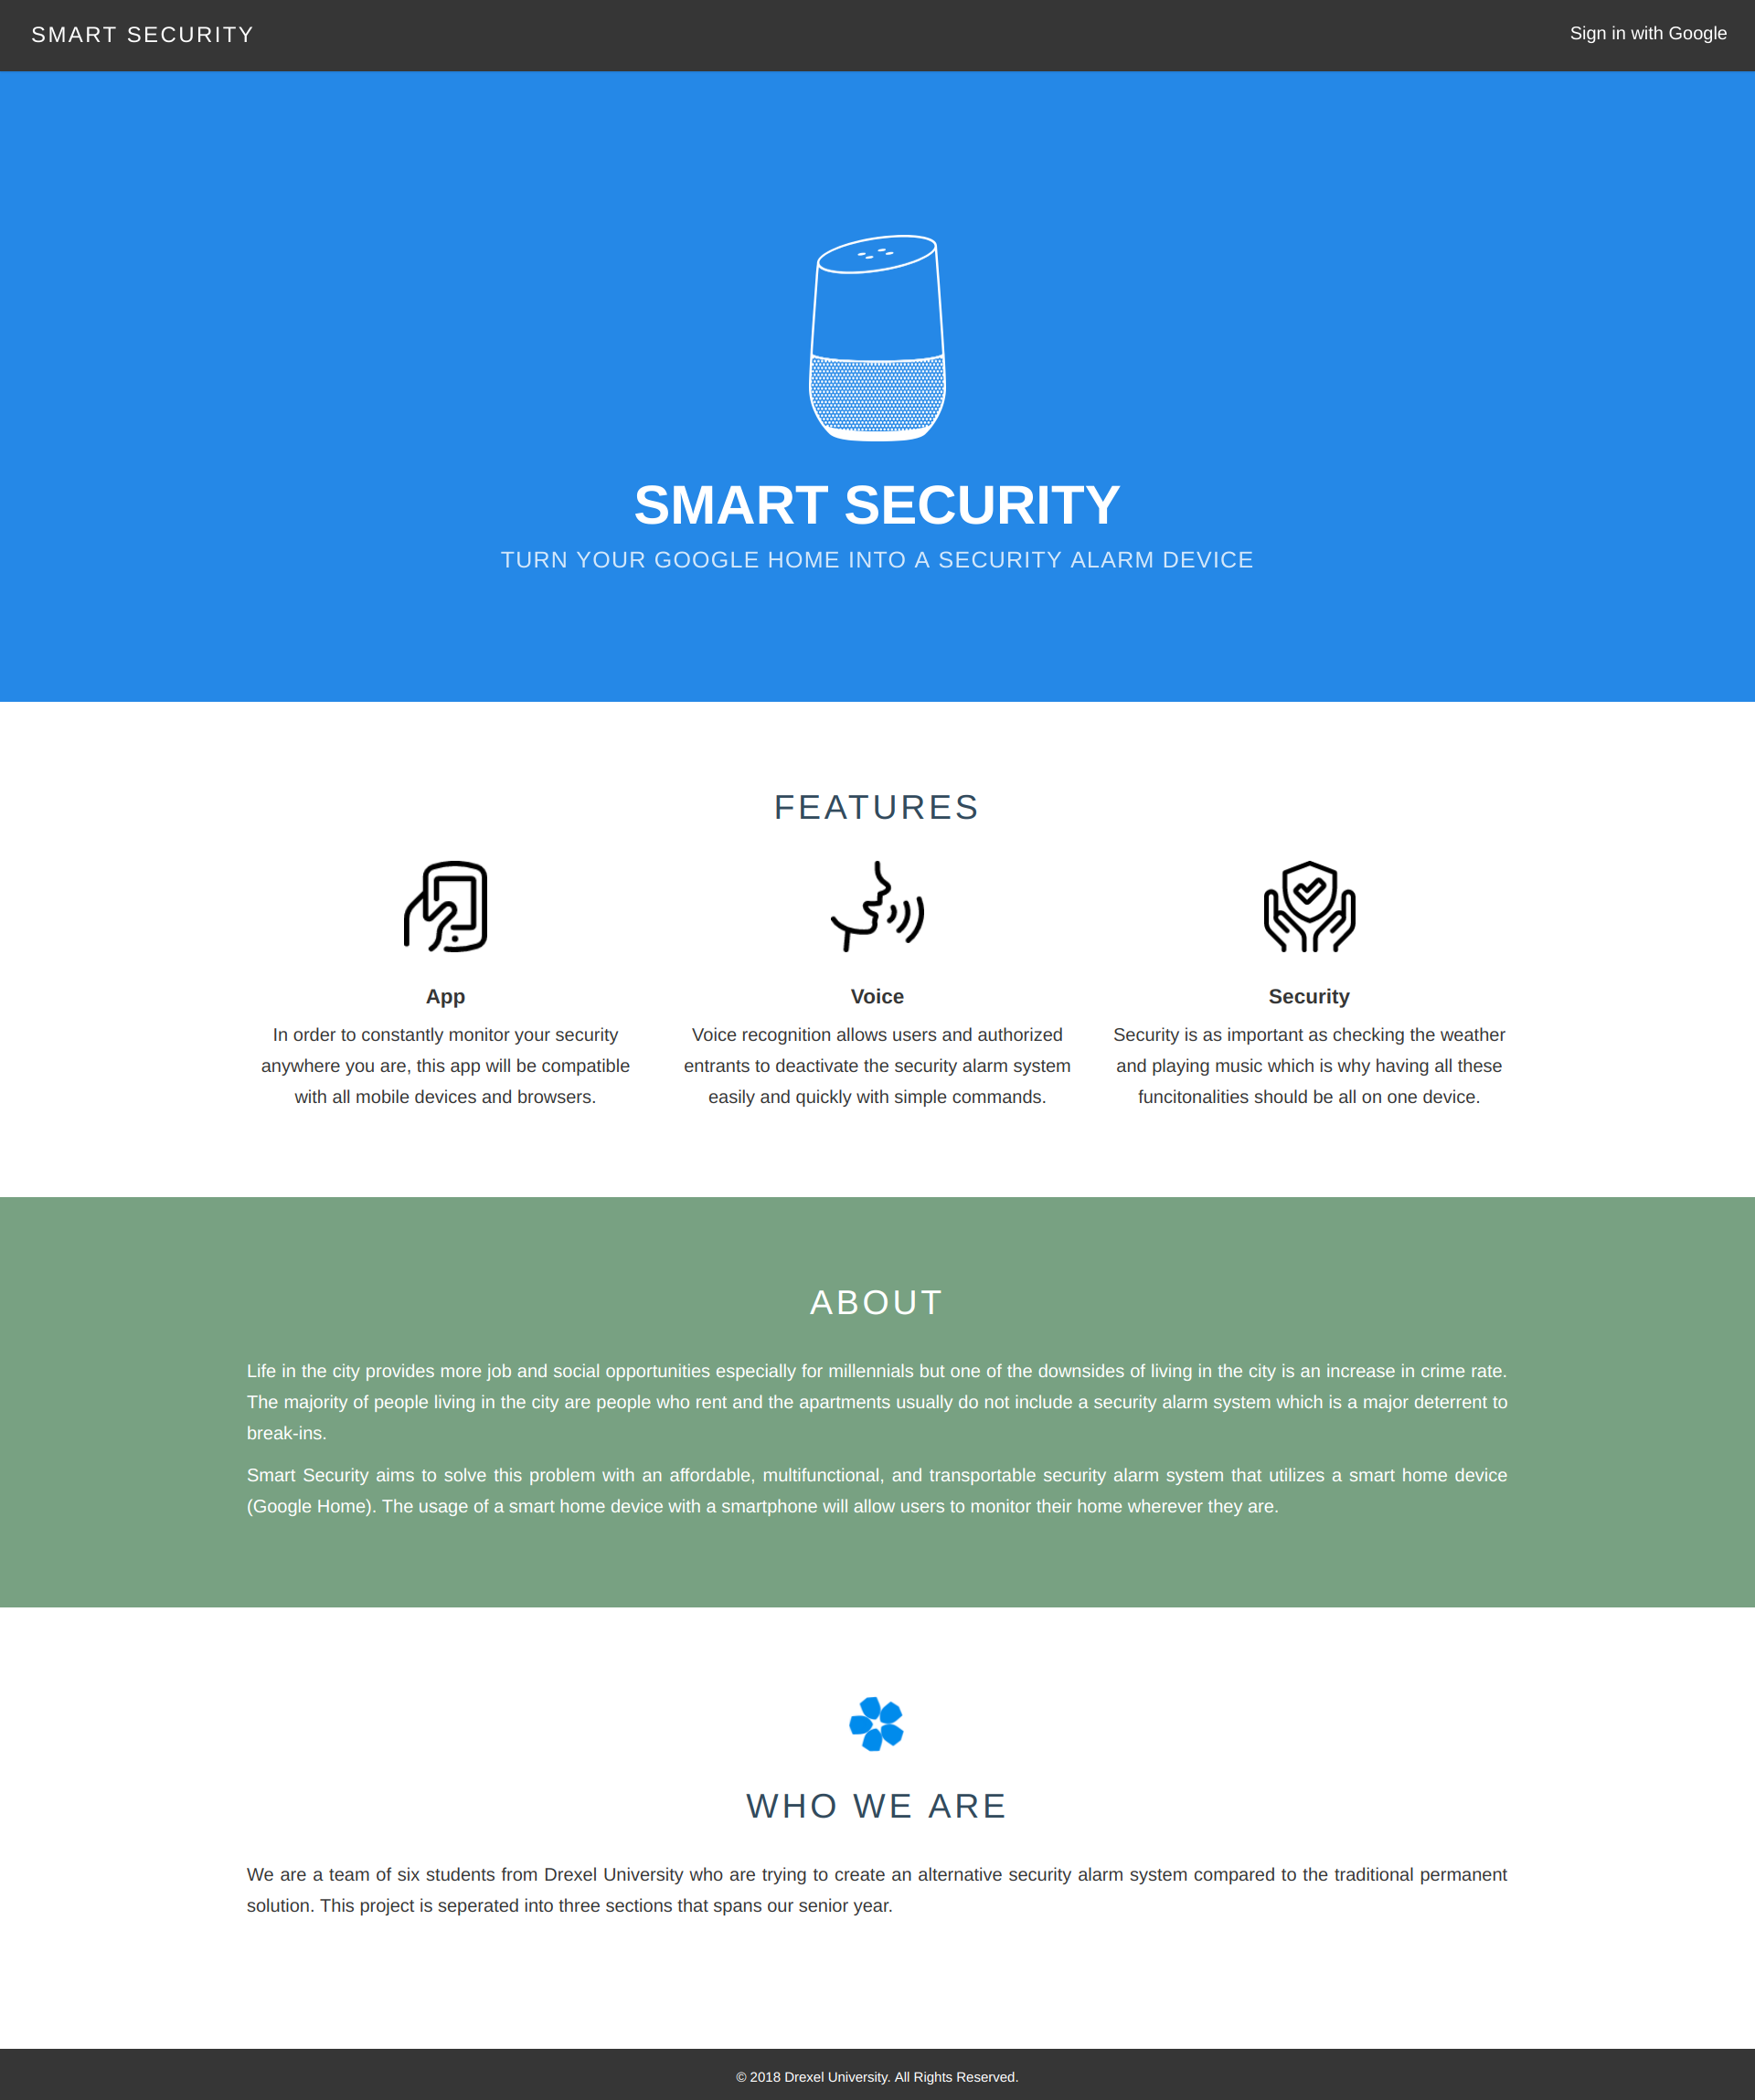 SMART SECURITY
Sign in with Google
SMART SECURITY
TURN YOUR GOOGLE HOME INTO A SECURITY ALARM DEVICE
FEATURES
App
In order to constantly monitor your security
anywhere you are, this app will be compatible
with all mobile devices and browsers.
Voice
Voice recognition allows users and authorized
entrants to deactivate the security alarm system
easily and quickly with simple commands.
Security
Security is as important as checking the weather
and playing music which is why having all these
funcitonalities should be all on one device.
ABOUT
Life in the city provides more job and social opportunities especially for millennials but one of the downsides of living in the city is an increase in crime rate.
The majority of people living in the city are people who rent and the apartments usually do not include a security alarm system which is a major deterrent to
break-ins.
Smart Security aims to solve this problem with an affordable, multifunctional, and transportable security alarm system that utilizes a smart home device
(Google Home). The usage of a smart home device with a smartphone will allow users to monitor their home wherever they are.
WHO WE ARE
We are a team of six students from Drexel University who are trying to create an alternative security alarm system compared to the traditional permanent
solution. This project is seperated into three sections that spans our senior year.
© 2018 Drexel University. All Rights Reserved.